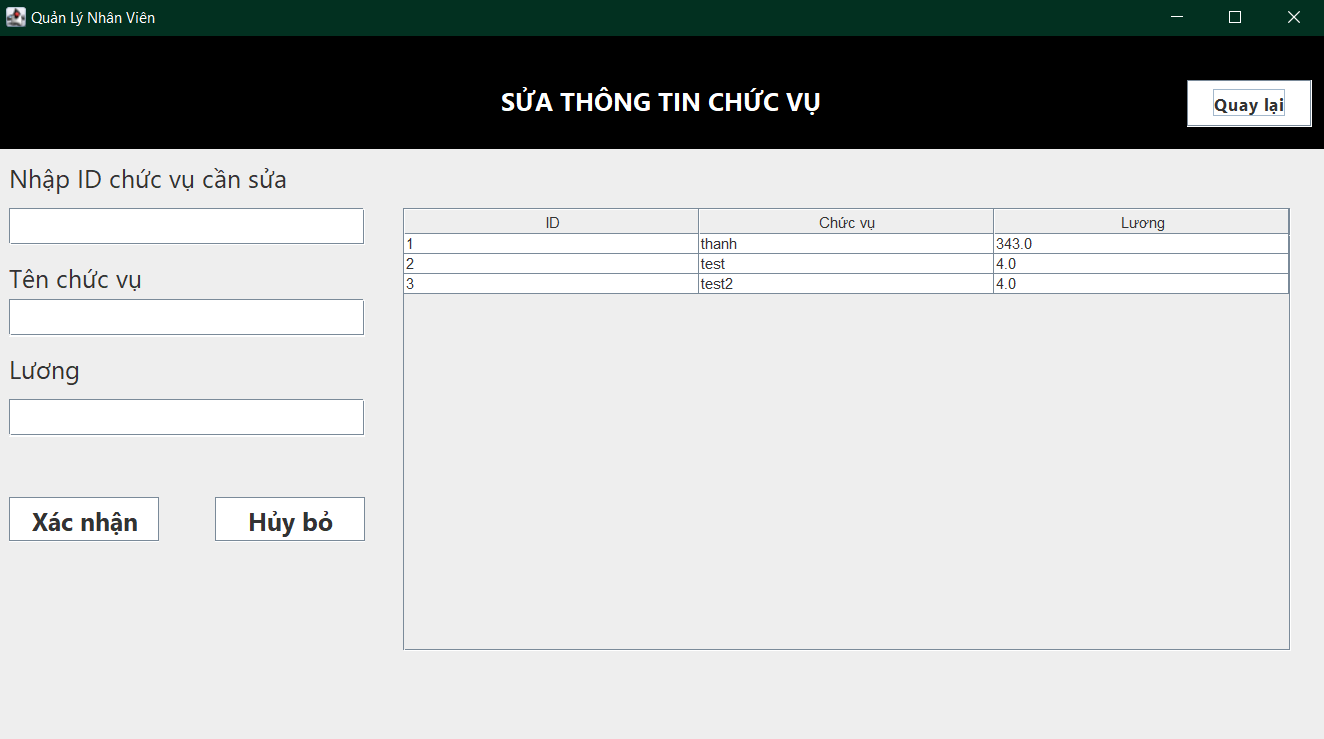 Quản Lý Nhân Viên
SỬA THÔNG TIN CHỨC VỤ
Quay lại
Nhập ID chức vụ cần sửa
Tên chức vụ
Lương
Xác nhận Hủy bỏ
ID Chức vụ Lương
1 thanh 343.0
2 test 4.0
3 test2 4.0